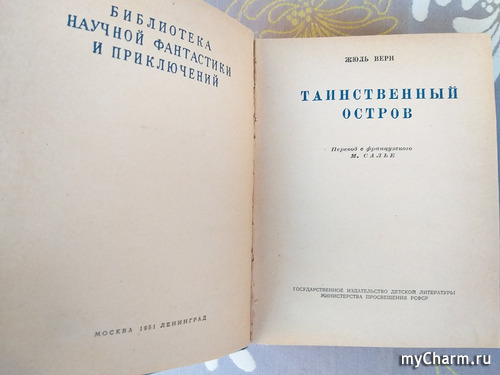 БИБЛИОТЕКА
НАУЧНОЙ ФАНТАСТИКИ
И ПРИКЛЮЧЕНИЙ
МОСКВА 1951 ЛЕНИНГРАД
ЖЮЛЬ ВЕРН
ТАИНСТВЕННЫЙ
ОСТРОВ
Перевод с французского
М. САЛЬЕ
ГОСУДАРСТВЕННОЕ ИЗДАТЕЛЬСТВО ДЕТСКОЙ ЛИТЕРАТУРЫ
МИНИСТЕРСТВА ПРОСВЕЩЕНИЯ РСФСР
myCharm.ru